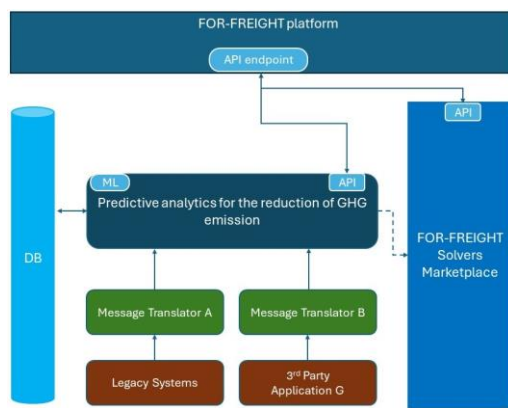 FOR-FREIGHT platform
API endpoint
API
ML
API
Predictive analytics for the reduction of GHG
emission
DB
FOR-FREIGHT
Solvers
Marketplace
Message Translator A
Message Translator B
Legacy Systems
3rd Party
Application G